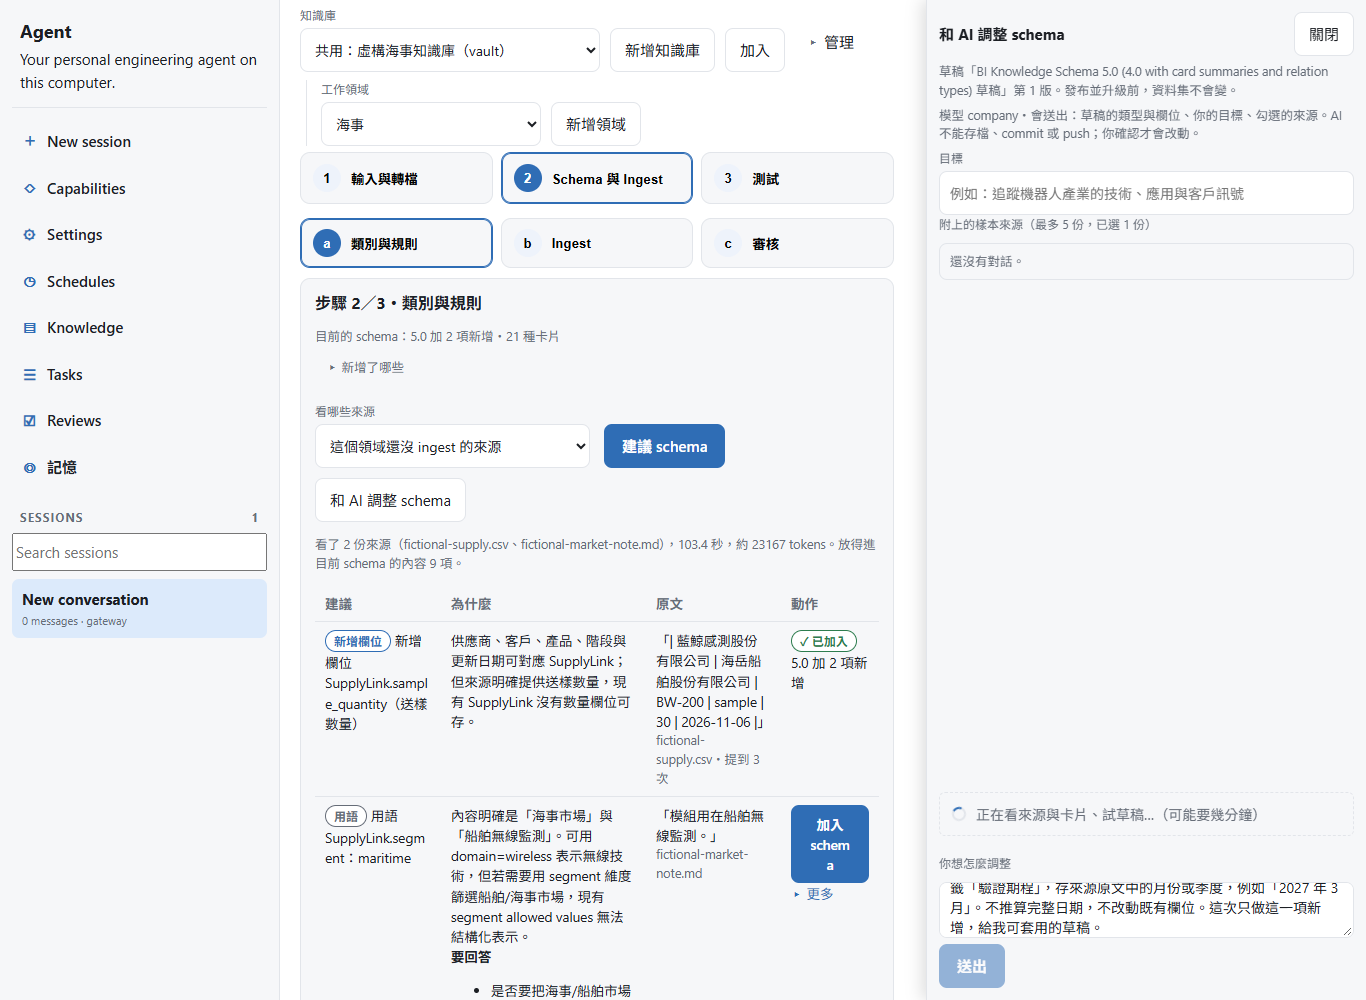 Agent
Your personal engineering agent on
this computer.
New session
Capabilities
Settings
Schedules
Knowledge
Tasks
Reviews
記憶
SESSIONS 1
Search sessions
New conversation
0 messages · gateway
知識庫
共用：虛構海事知識庫（vault）
新增知識庫
加入
管理
工作領域
海事
新增領域
1 輸入與轉檔
2 Schema 與 Ingest
3 測試
a 類別與規則
b Ingest
c 審核
步驟 2／3・類別與規則
目前的 schema：5.0 加 2 項新增・21 種卡片
新增了哪些
看哪些來源
這個領域還沒 ingest 的來源
建議 schema
和 AI 調整 schema
看了 2 份來源（fictional-supply.csv、fictional-market-note.md），103.4 秒，約 23167 tokens。放得進
目前 schema 的內容 9 項。
建議 為什麼 原文 動作
新增欄位 新增
欄位
SupplyLink.sampl
e_quantity（送樣
數量）
供應商、客戶、產品、階段與
更新日期可對應 SupplyLink；
但來源明確提供送樣數量，現
有 SupplyLink 沒有數量欄位可
存。
「| 藍鯨感測股份
有限公司 | 海岳船
舶股份有限公司 |
BW-200 | sample |
30 | 2026-11-06 |」
fictional-
supply.csv・提到 3
次
✓ 已加入
5.0 加 2 項新
增
用語 用語
SupplyLink.segm
ent：maritime
內容明確是「海事市場」與
「船舶無線監測」。可用
domain=wireless 表示無線技
術，但若需要用 segment 維度
篩選船舶/海事市場，現有
segment allowed values 無法
結構化表示。
要回答
是否要把海事/船舶市場
「模組用在船舶無
線監測。」
fictional-market-
note.md
加入
schem
a
更多
和 AI 調整 schema
關閉
草稿「BI Knowledge Schema 5.0 (4.0 with card summaries and relation
types) 草稿」第 1 版。發布並升級前，資料集不會變。
模型 company・會送出：草稿的類型與欄位、你的目標、勾選的來源。AI
不能存檔、commit 或 push；你確認才會改動。
目標
例如：追蹤機器人產業的技術、應用與客戶訊號
附上的樣本來源（最多 5 份，已選 1 份）
還沒有對話。
正在看來源與卡片、試草稿...（可能要幾分鐘）
你想怎麼調整
籤「驗證期程」，存來源原文中的月份或季度，例如「2027 年 3
月」。不推算完整日期，不改動既有欄位。這次只做這一項新
增，給我可套用的草稿。
送出